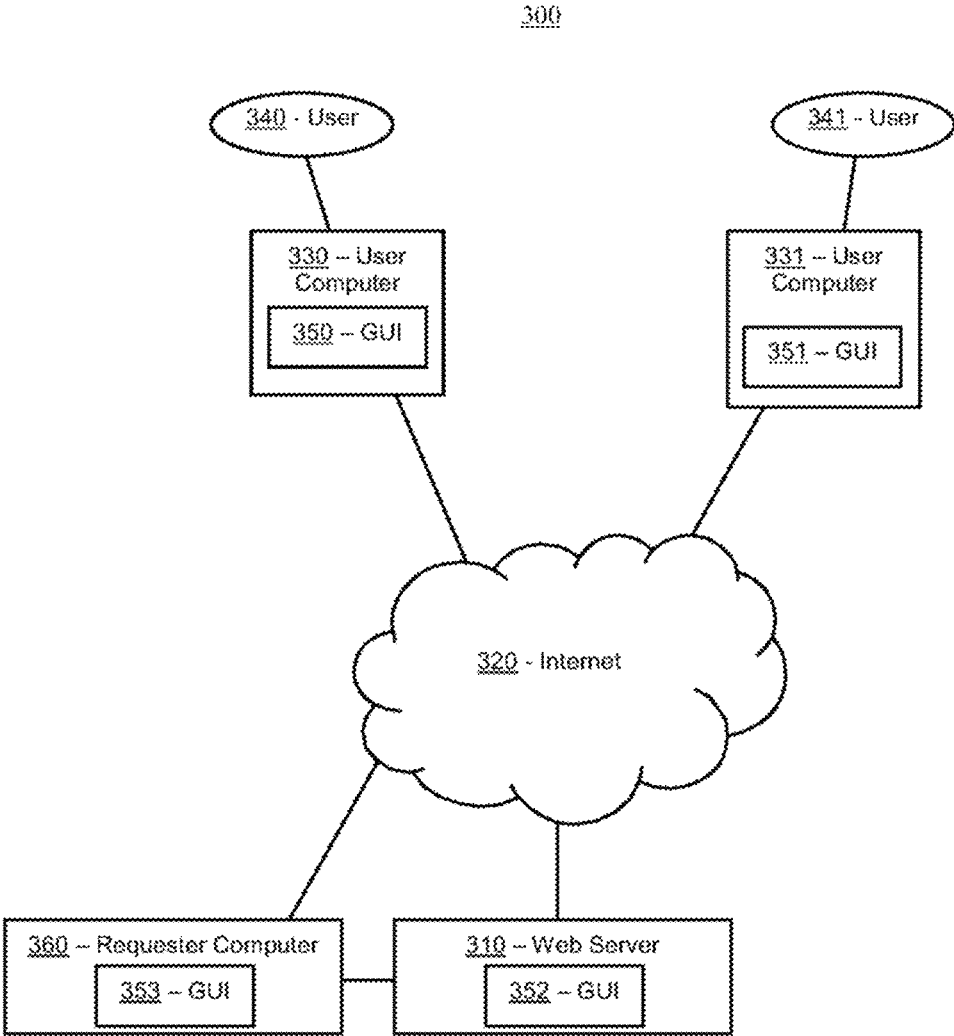 300
340 - User
341 - User
330 – User
Computer
350 – GUI
331 – User
Computer
351 – GUI
320 - Internet
360 – Requester Computer
353 – GUI
310 – Web Server
352 – GUI